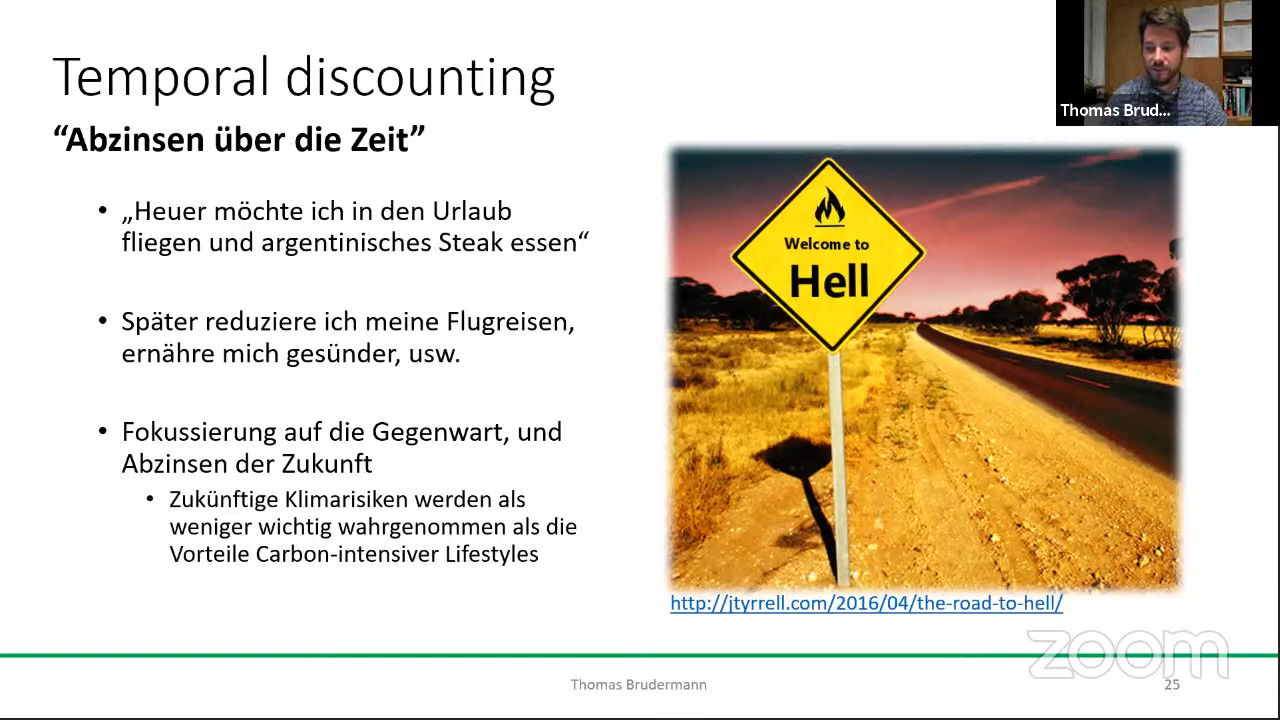 Temporal discounting
“Abzinsen über die Zeit”
• „Heuer möchte ich in den Urlaub
fliegen und argentinisches Steak essen“
• Später reduziere ich meine Flugreisen,
ernähre mich gesünder, usw.
• Fokussierung auf die Gegenwart, und
Abzinsen der Zukunft
• Zukünftige Klimarisiken werden als
weniger wichtig wahrgenommen als die
Vorteile Carbon-intensiver Lifestyles
Thomas Brud...
Welcome to
Hell
http://jtyrrell.com/2016/04/the-road-to-hell/
zoom
Thomas Brudermann
25